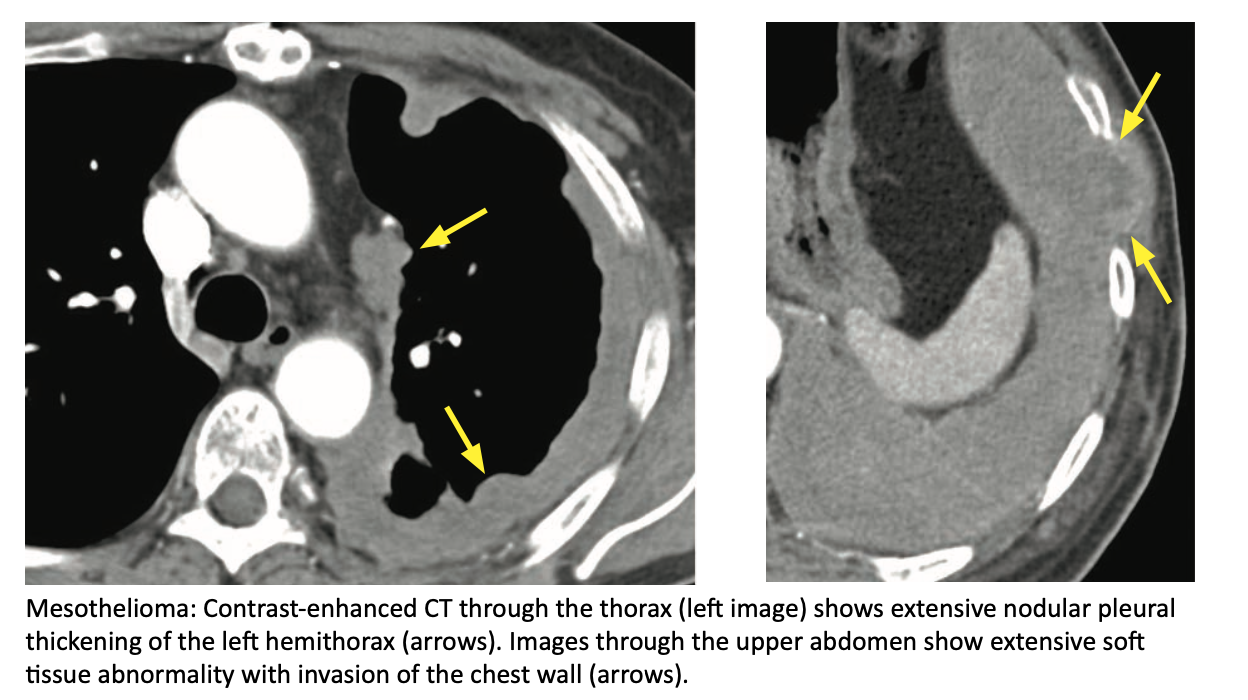 Mesothelioma: Contrast-enhanced CT through the thorax (left image) shows extensive nodular pleural
thickening of the left hemithorax (arrows). Images through the upper abdomen show extensive soft
tissue abnormality with invasion of the chest wall (arrows).